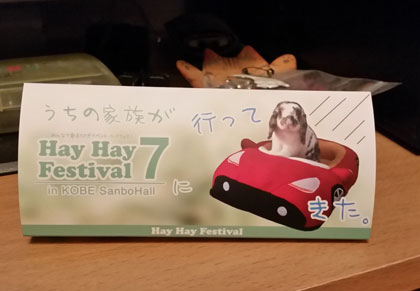 うちの家族が
行って
Hay Hay
Festival 7
in KOBE SanboHall
に
きた。
Hay Hay Festival